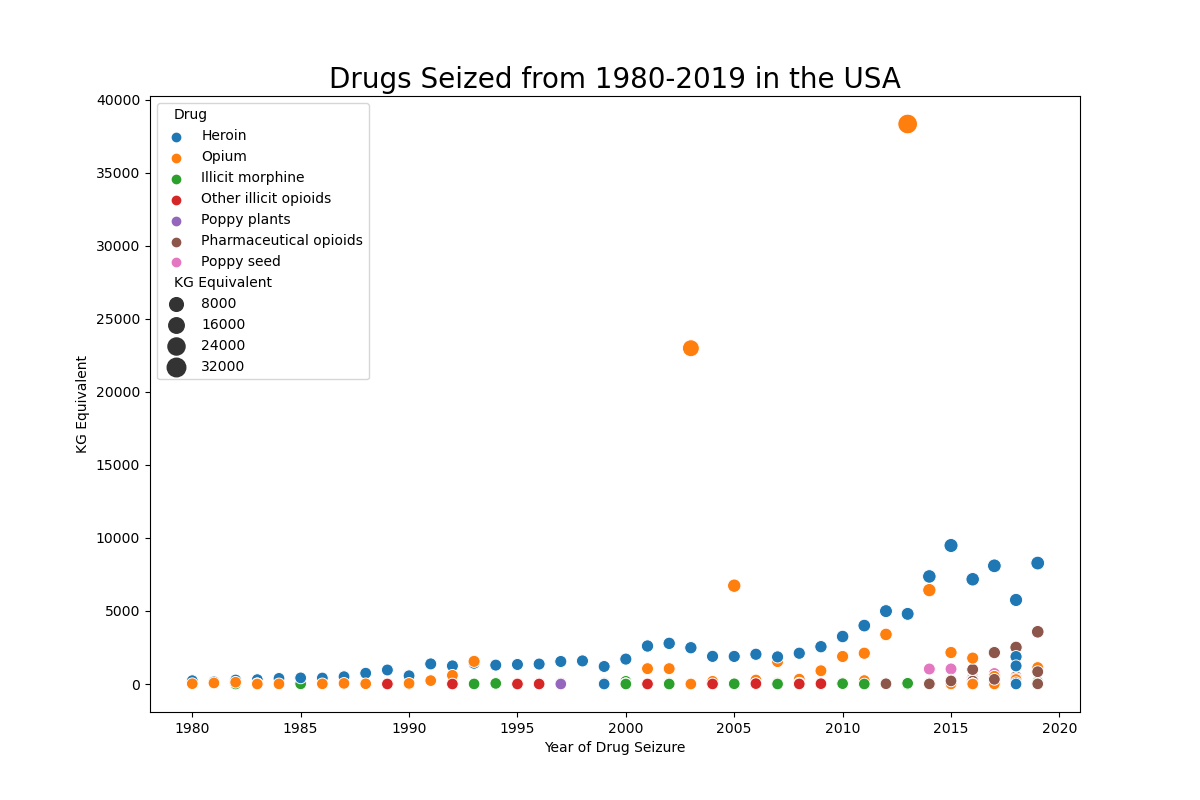 Drugs Seized from 1980-2019 in the USA
40000
35000
30000
25000
20000
15000
10000
5000
0
KG Equivalent
Drug
Heroin
Opium
Illicit morphine
Other illicit opioids
Poppy plants
Pharmaceutical opioids
Poppy seed
KG Equivalent
8000
16000
24000
32000
1980 1985 1990 1995 2000 2005 2010 2015 2020
Year of Drug Seizure